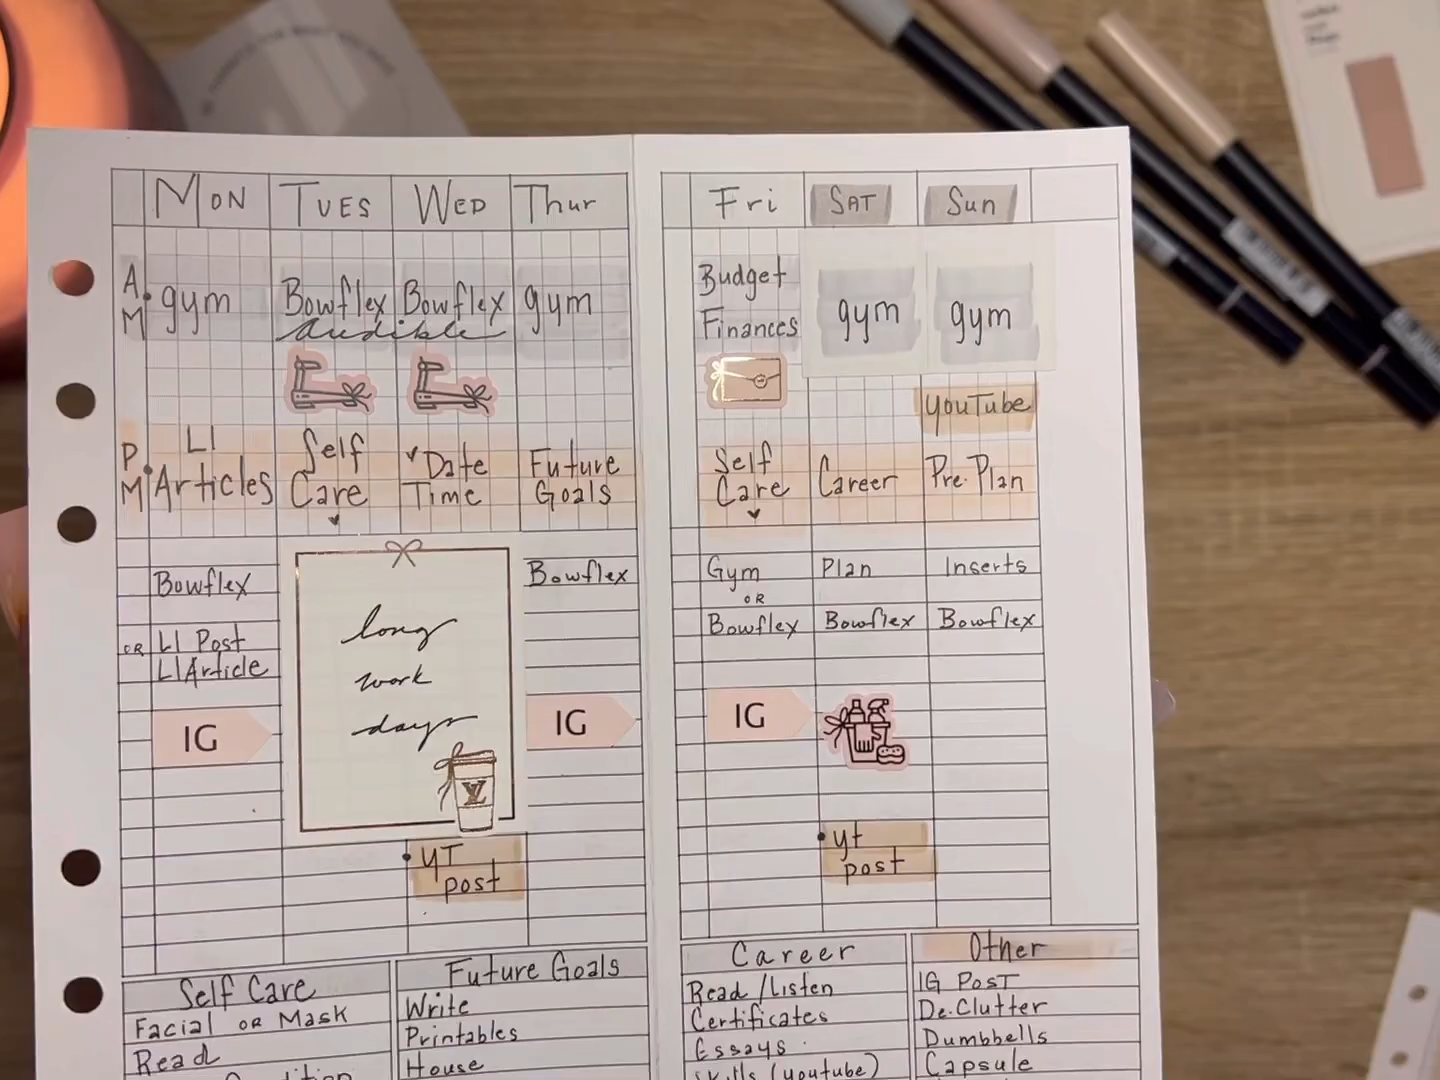 Mon Tues Wed Thur Fri Sat Sun
AM
gym
Bowflex
audible
Bowflex
gym
Budget
Finances
gym
gym
YouTube
PM
LI
Articles
Self
Care
Date
Time
Future
Goals
Self
Care
Career
Pre.Plan
Bowflex
OR LI Post
LI Article
IG
long
work
days
LV
YT
post
Bowflex
IG
Gym
OR
Bowflex
IG
Plan
Bowflex
yt
post
Inserts
Bowflex
Self Care
Facial OR Mask
Read
Future Goals
Write
Printables
House
Career
Read/listen
Certificates
Essays
Skills (youtube)
Other
IG Post
De.Clutter
Dumbbells
Capsule